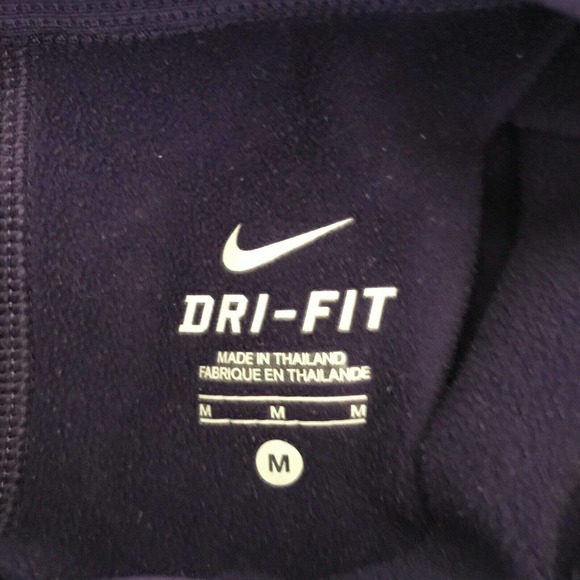 DRI-FIT
MADE IN THAILAND
FABRIQUE EN THAILANDE
M M M
M